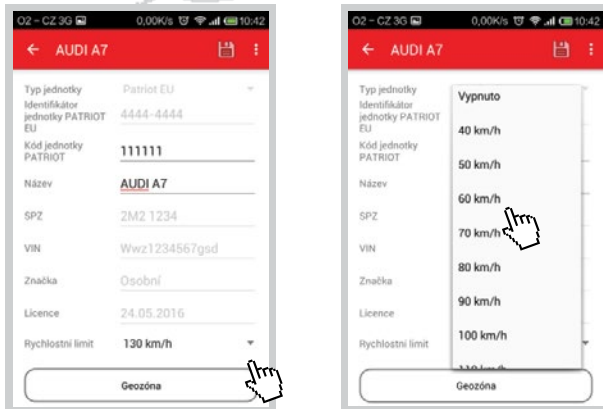 O2 – CZ 3G 0,00K/s 10:42
AUDI A7
Typ jednotky Patriot EU
Identifikátor
jednotky PATRIOT 4444-4444
EU
Kód jednotky 111111
PATRIOT
Název AUDI A7
SPZ 2M2 1234
VIN Wwz1234567gsd
Značka Osobní
Licence 24.05.2016
Rychlostní limit 130 km/h
Geozóna
O2 – CZ 3G 0,00K/s 10:42
AUDI A7
Typ jednotky
Identifikátor
jednotky PATRIOT
EU
Kód jednotky
PATRIOT
Název
SPZ
VIN
Značka
Licence
Rychlostní limit
Vypnuto
40 km/h
50 km/h
60 km/h
70 km/h
80 km/h
90 km/h
100 km/h
110 km/h
Geozóna